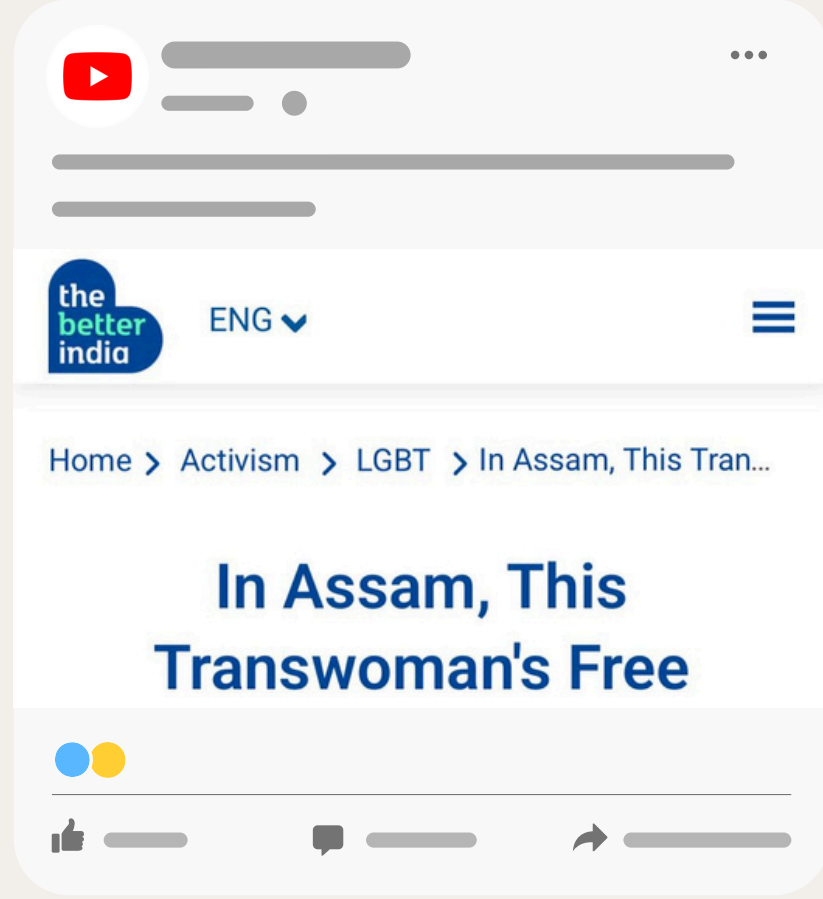 the
better
india
ENG
Home > Activism > LGBT > In Assam, This Tran...
In Assam, This
Transwoman's Free